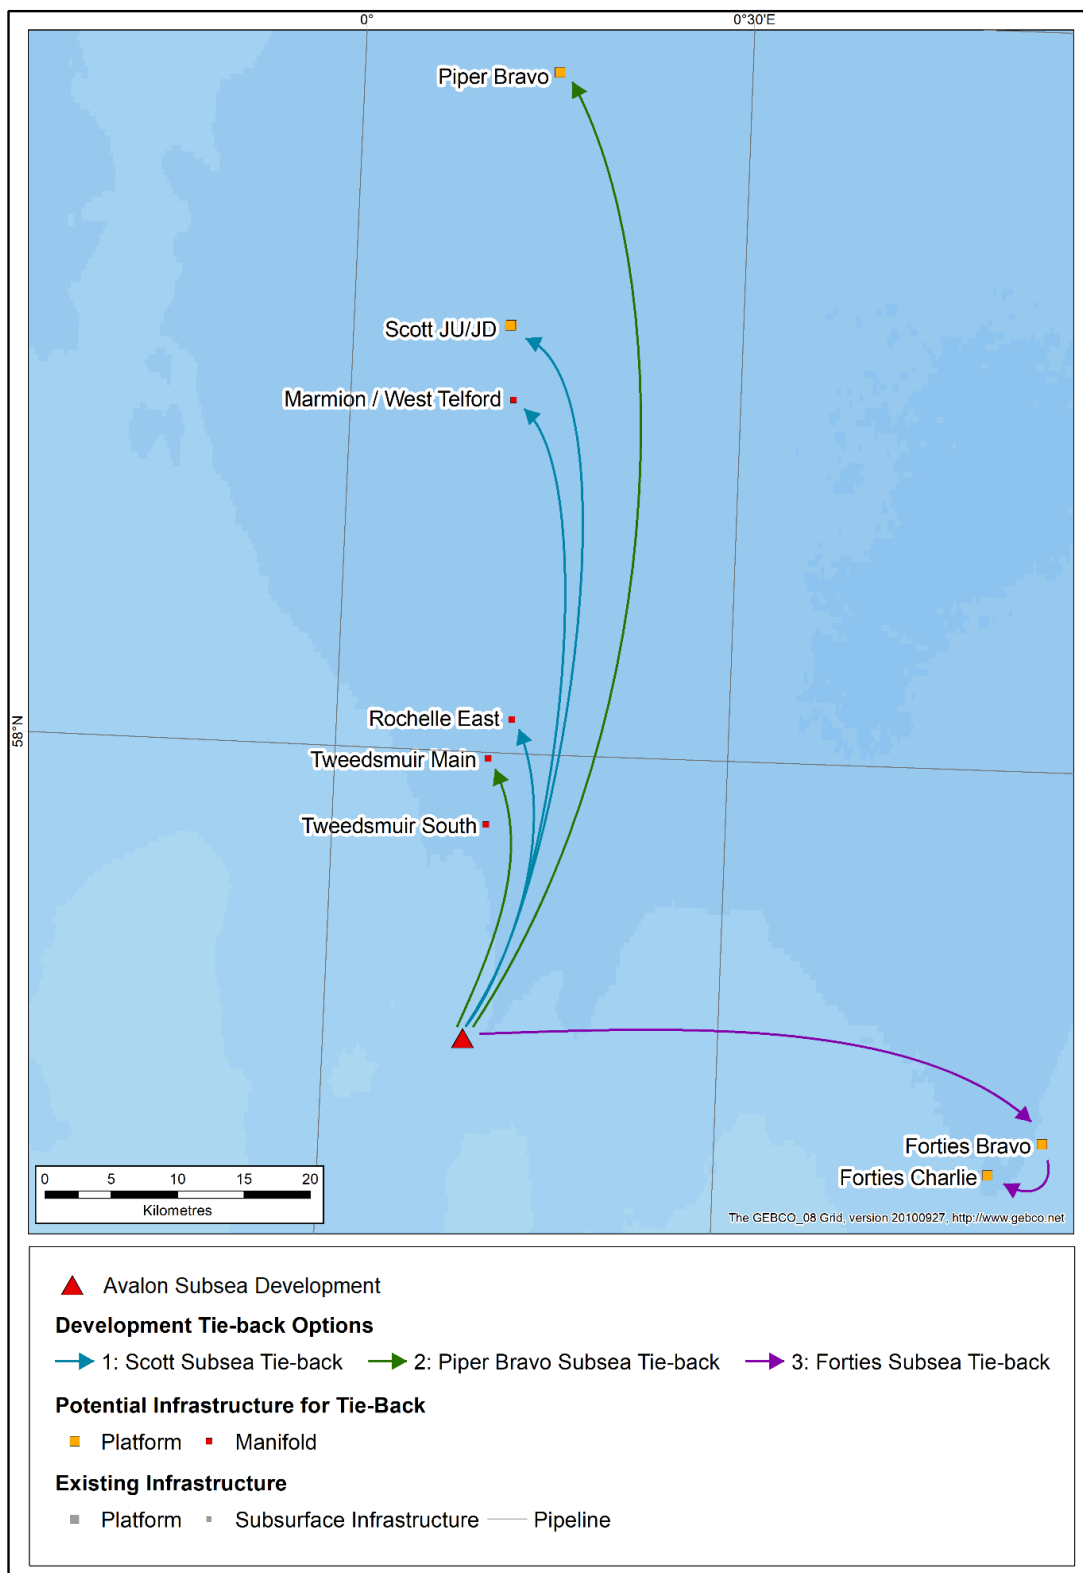 0°
0°30'E
Piper Bravo
Scott JU/JD
Marmion / West Telford
Rochelle East
58°N
Tweedsmuir Main
Tweedsmuir South
Forties Bravo
Forties Charlie
0 5 10 15 20
Kilometres
The GEBCO_08 Grid, version 20100927, http://www.gebco.net
Avalon Subsea Development
Development Tie-back Options
1: Scott Subsea Tie-back 2: Piper Bravo Subsea Tie-back 3: Forties Subsea Tie-back
Potential Infrastructure for Tie-Back
Platform Manifold
Existing Infrastructure
Platform Subsurface Infrastructure Pipeline